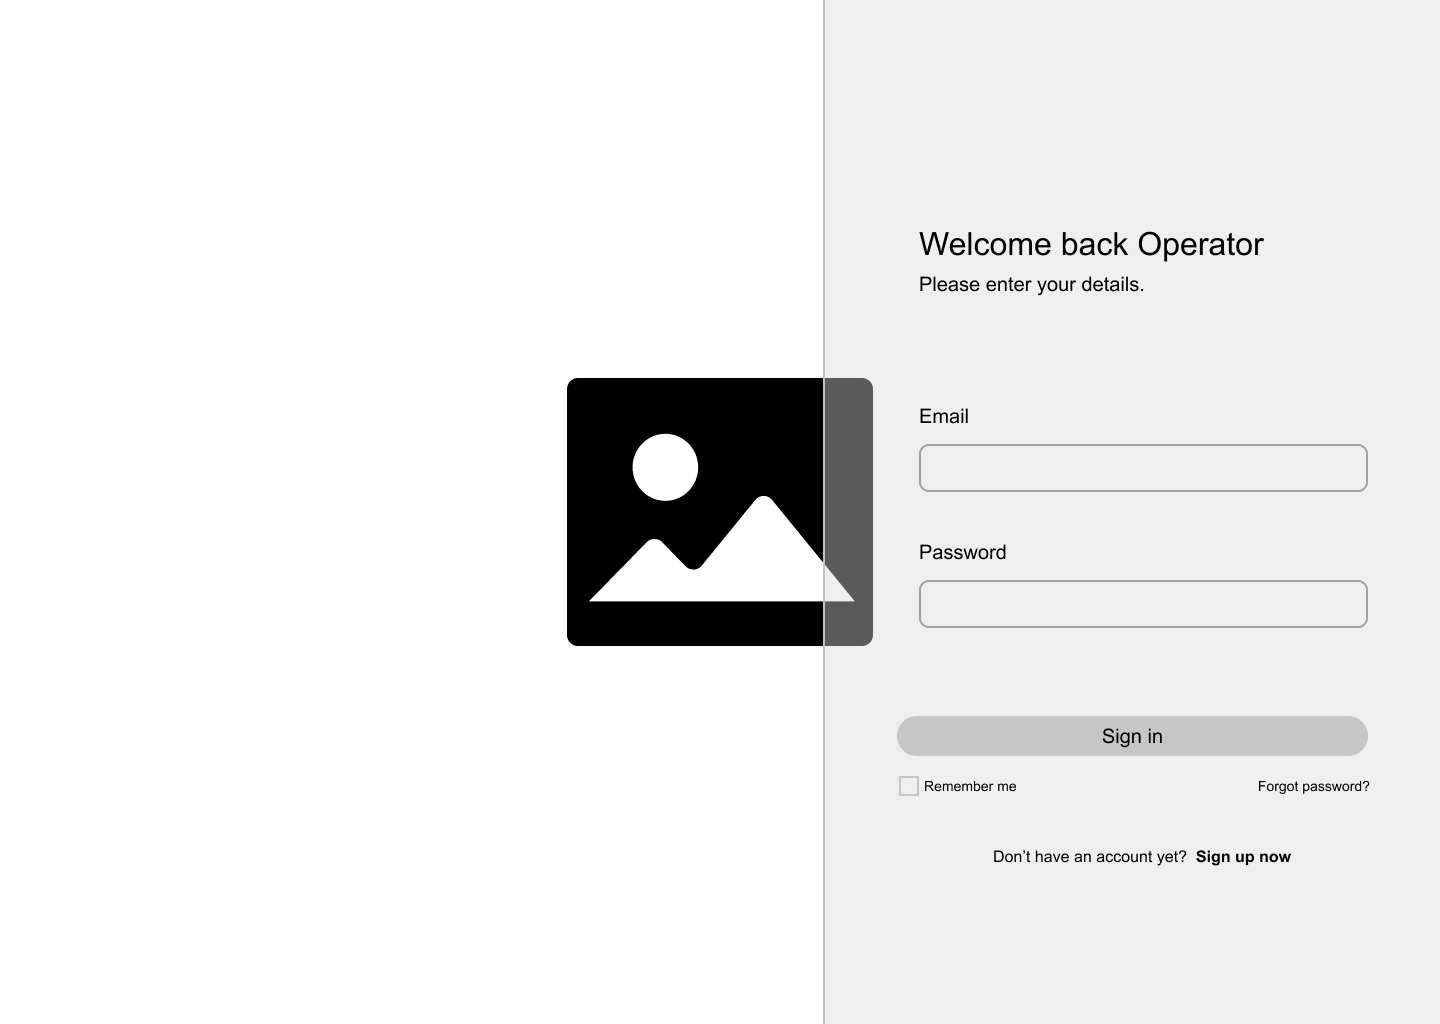 Welcome back Operator
Please enter your details.
Email
Password
Sign in
Remember me
Forgot password?
Don’t have an account yet? Sign up now